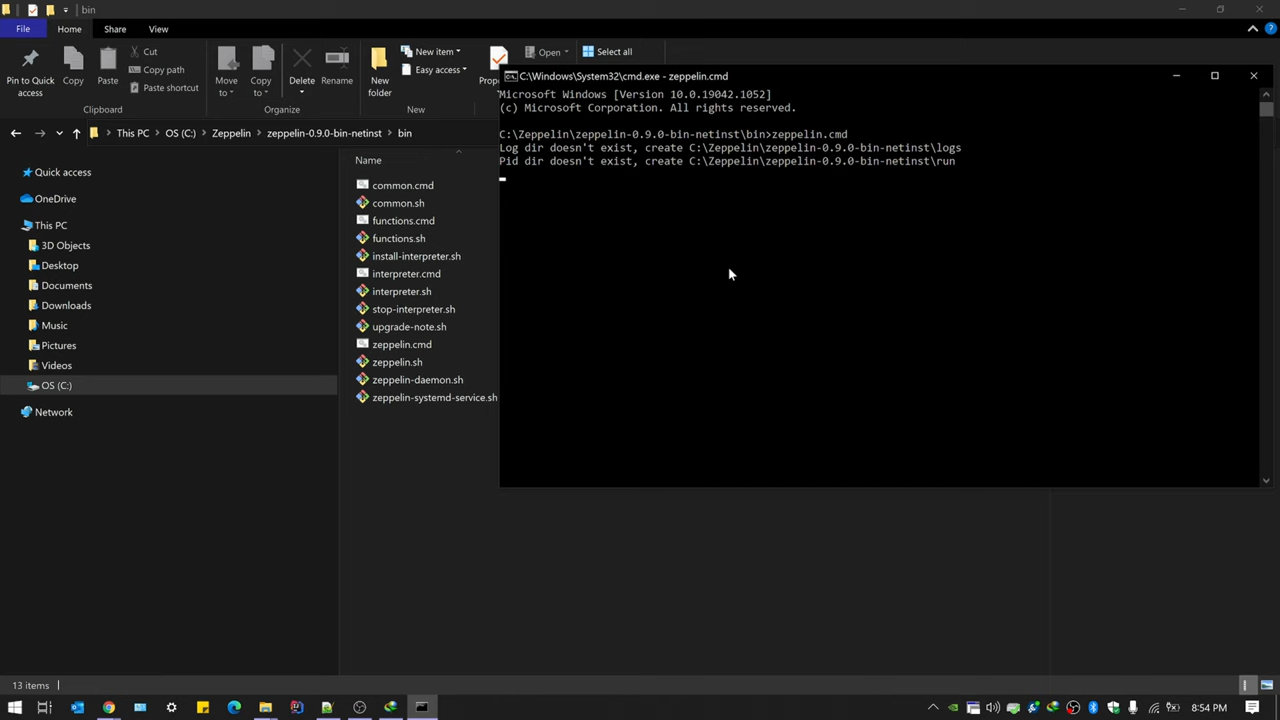 bin
File
Home
Share
View
Pin to Quick access
Copy
Paste
Cut
Copy path
Paste shortcut
Clipboard
Move to
Copy to
Delete
Rename
Organize
New folder
New item
Easy access
New
Prope
Open
Select all
This PC
OS (C:)
Zeppelin
zeppelin-0.9.0-bin-netinst
bin
Quick access
OneDrive
This PC
3D Objects
Desktop
Documents
Downloads
Music
Pictures
Videos
OS (C:)
Network
Name
common.cmd
common.sh
functions.cmd
functions.sh
install-interpreter.sh
interpreter.cmd
interpreter.sh
stop-interpreter.sh
upgrade-note.sh
zeppelin.cmd
zeppelin.sh
zeppelin-daemon.sh
zeppelin-systemd-service.sh
C:\Windows\System32\cmd.exe - zeppelin.cmd
Microsoft Windows [Version 10.0.19042.1052]
(c) Microsoft Corporation. All rights reserved.
C:\Zeppelin\zeppelin-0.9.0-bin-netinst\bin>zeppelin.cmd
Log dir doesn't exist, create C:\Zeppelin\zeppelin-0.9.0-bin-netinst\logs
Pid dir doesn't exist, create C:\Zeppelin\zeppelin-0.9.0-bin-netinst\run
13 items
8:54 PM